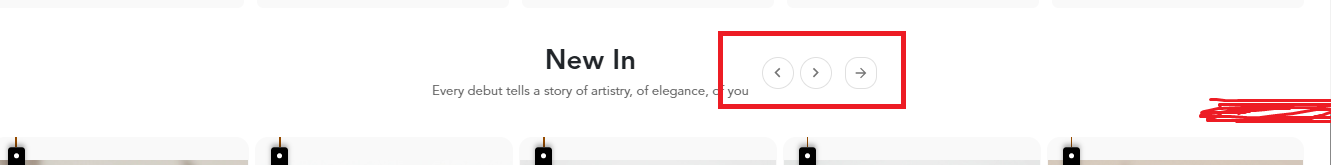 New In
Every debut tells a story of artistry, of elegance, of you